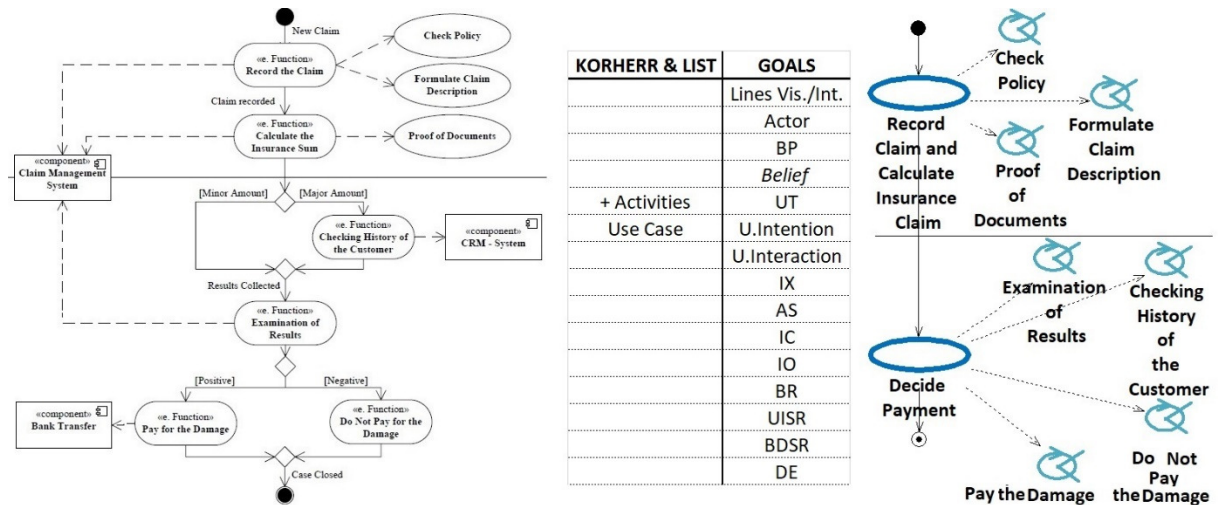 New Claim
«e. Function»
Record the Claim
Check Policy
Formulate Claim
Description
Claim recorded
«e. Function»
Calculate the
Insurance Sum
Proof of Documents
«component»
Claim Management
System
[Minor Amount]
[Major Amount]
«e. Function»
Checking History of
the Customer
«component»
CRM - System
Results Collected
«e. Function»
Examination of
Results
[Positive]
[Negative]
«component»
Bank Transfer
«e. Function»
Pay for the Damage
«e. Function»
Do Not Pay for the
Damage
Case Closed
KORHERR & LIST GOALS
Lines Vis./Int.
Actor
BP
Belief
+ Activities UT
Use Case U.Intention
U.Interaction
IX
AS
IC
IO
BR
UISR
BDSR
DE
Check
Policy
Record
Claim and
Calculate
Insurance
Claim
Proof
of
Documents
Formulate
Claim
Description
Examination
of
Results
Checking
History
of
the
Customer
Decide
Payment
Pay the Damage
Do Not
Pay
the Damage